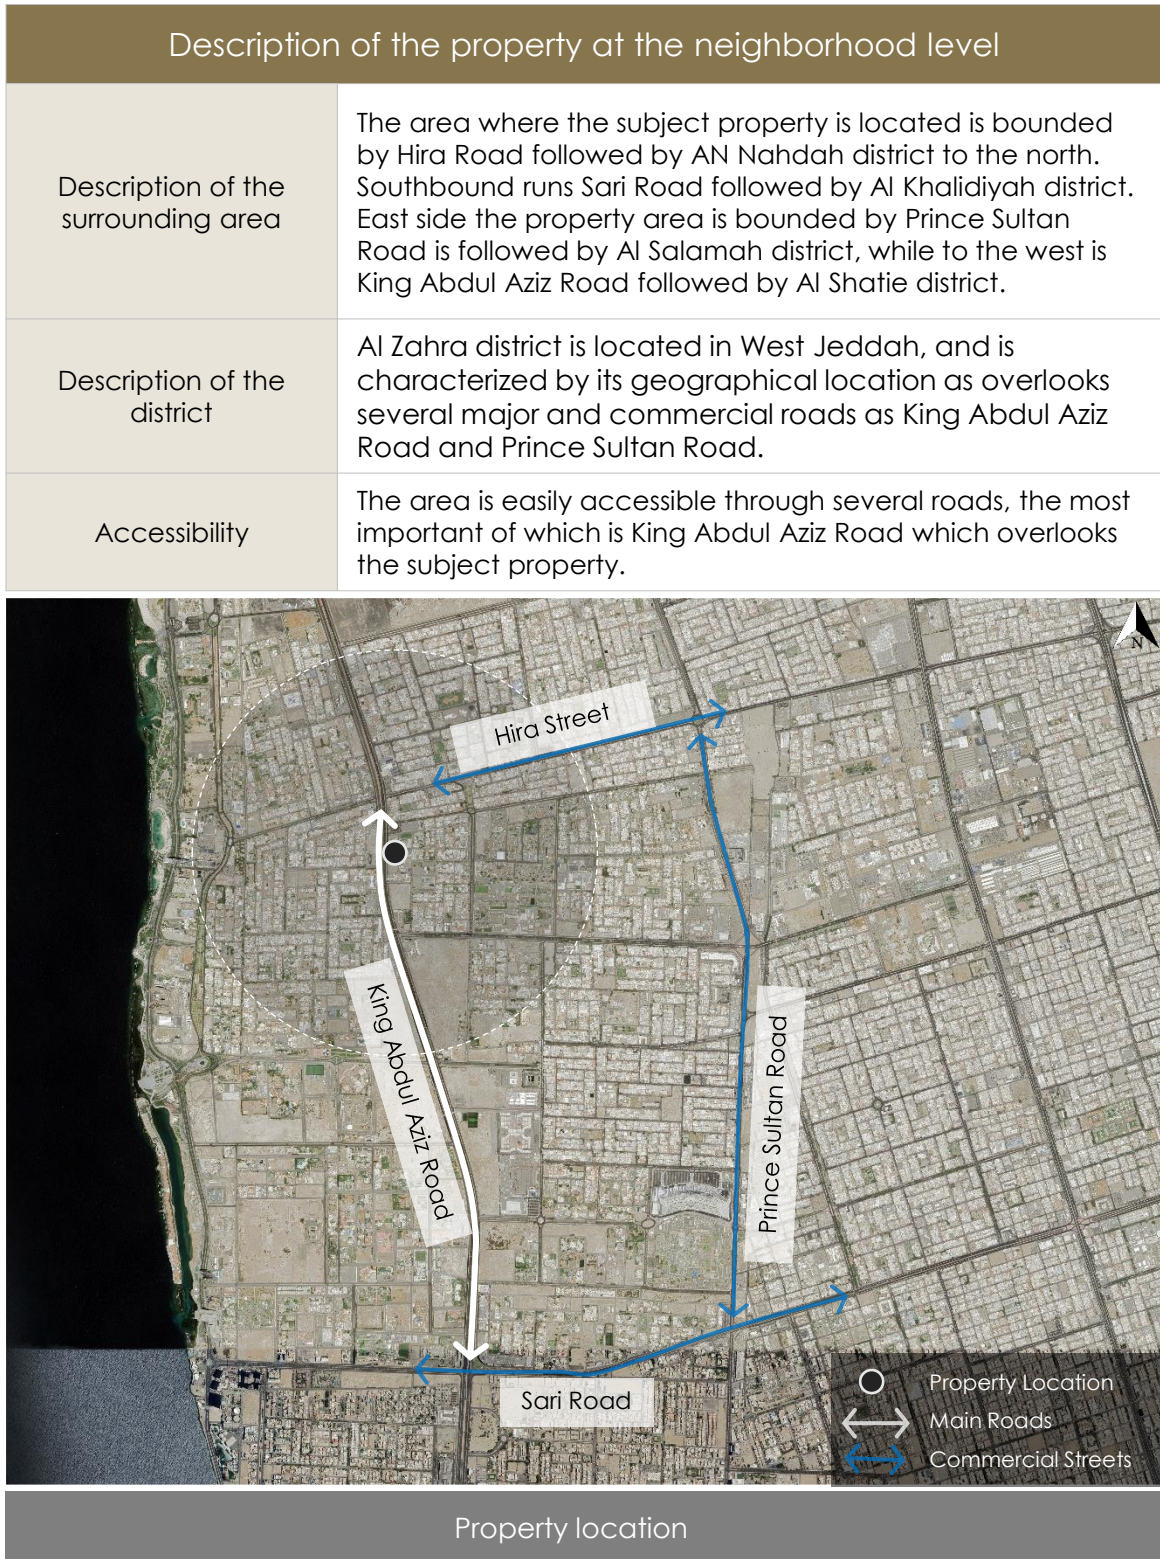 Description of the property at the neighborhood level
Description of the
surrounding area
The area where the subject property is located is bounded
by Hira Road followed by AN Nahdah district to the north.
Southbound runs Sari Road followed by Al Khalidiyah district.
East side the property area is bounded by Prince Sultan
Road is followed by Al Salamah district, while to the west is
King Abdul Aziz Road followed by Al Shatie district.
Description of the
district
Al Zahra district is located in West Jeddah, and is
characterized by its geographical location as overlooks
several major and commercial roads as King Abdul Aziz
Road and Prince Sultan Road.
Accessibility
The area is easily accessible through several roads, the most
important of which is King Abdul Aziz Road which overlooks
the subject property.
N
Hira Street
King Abdul Aziz Road
Prince Sultan Road
Sari Road
Property Location
Main Roads
Commercial Streets
Property location